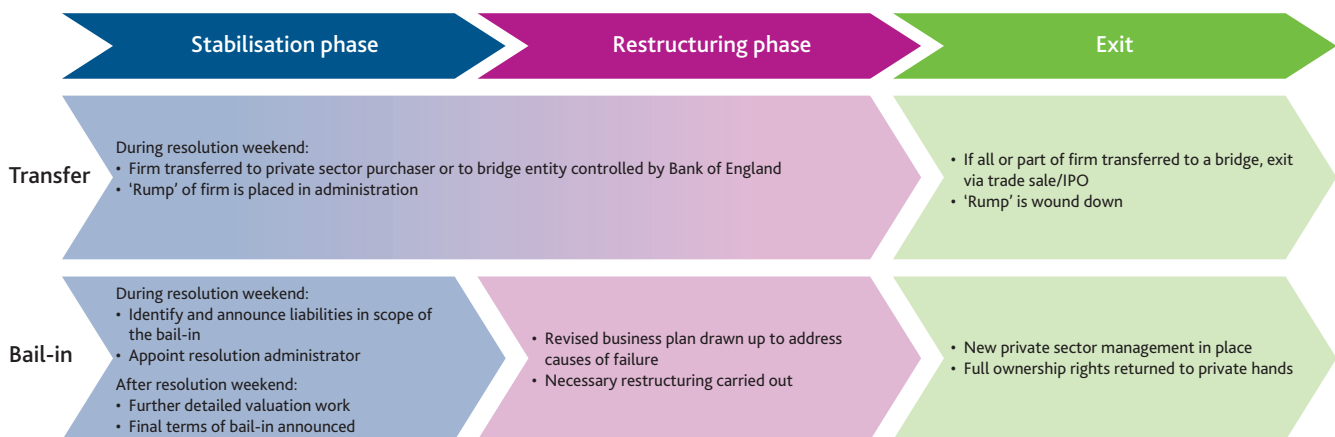 Stabilisation phase
Restructuring phase
Exit
Transfer
During resolution weekend:
• Firm transferred to private sector purchaser or to bridge entity controlled by Bank of England
• ‘Rump’ of firm is placed in administration
• If all or part of firm transferred to a bridge, exit
via trade sale/IPO
• ‘Rump’ is wound down
Bail-in
During resolution weekend:
• Identify and announce liabilities in scope of
the bail-in
• Appoint resolution administrator
After resolution weekend:
• Further detailed valuation work
• Final terms of bail-in announced
• Revised business plan drawn up to address
causes of failure
• Necessary restructuring carried out
• New private sector management in place
• Full ownership rights returned to private hands